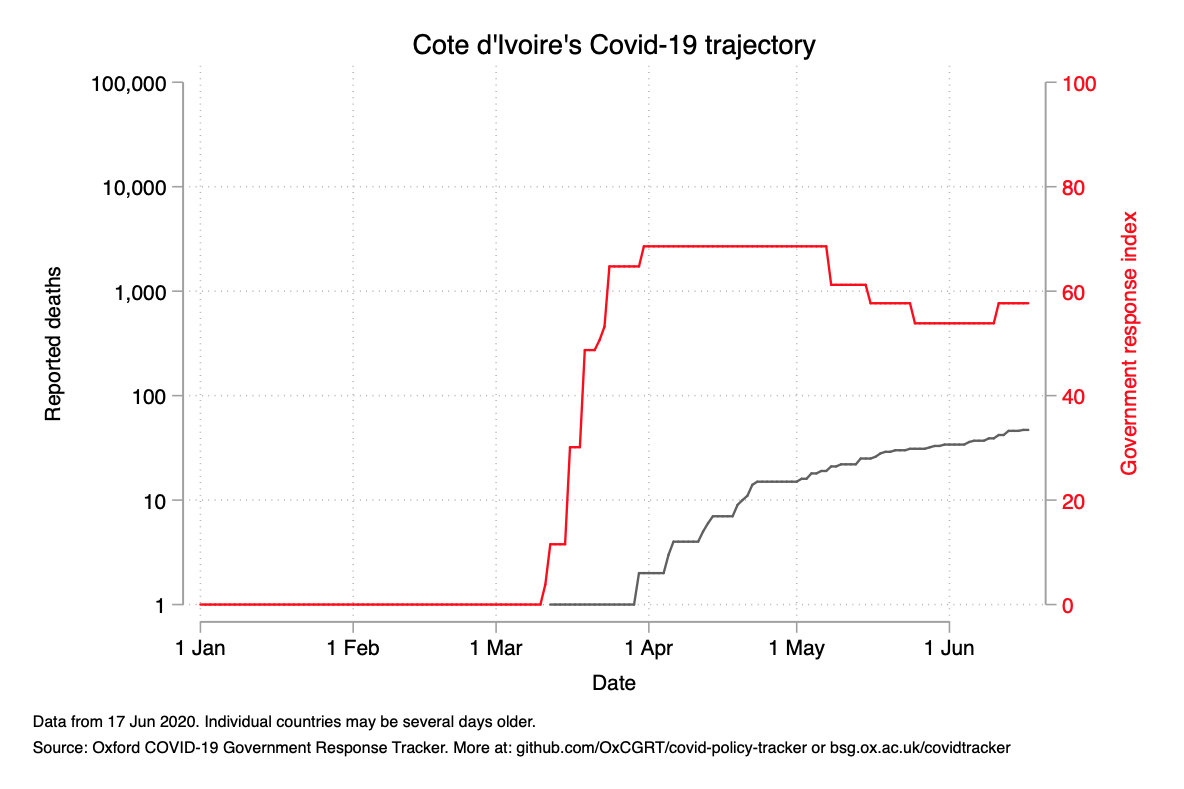 Cote d'Ivoire's Covid-19 trajectory
100,000
10,000
1,000
100
10
1
Reported deaths
100
80
60
40
20
0
Government response index
1 Jan
1 Feb
1 Mar
1 Apr
1 May
1 Jun
Date
Data from 17 Jun 2020. Individual countries may be several days older.
Source: Oxford COVID-19 Government Response Tracker. More at: github.com/OxCGRT/covid-policy-tracker or bsg.ox.ac.uk/covidtracker